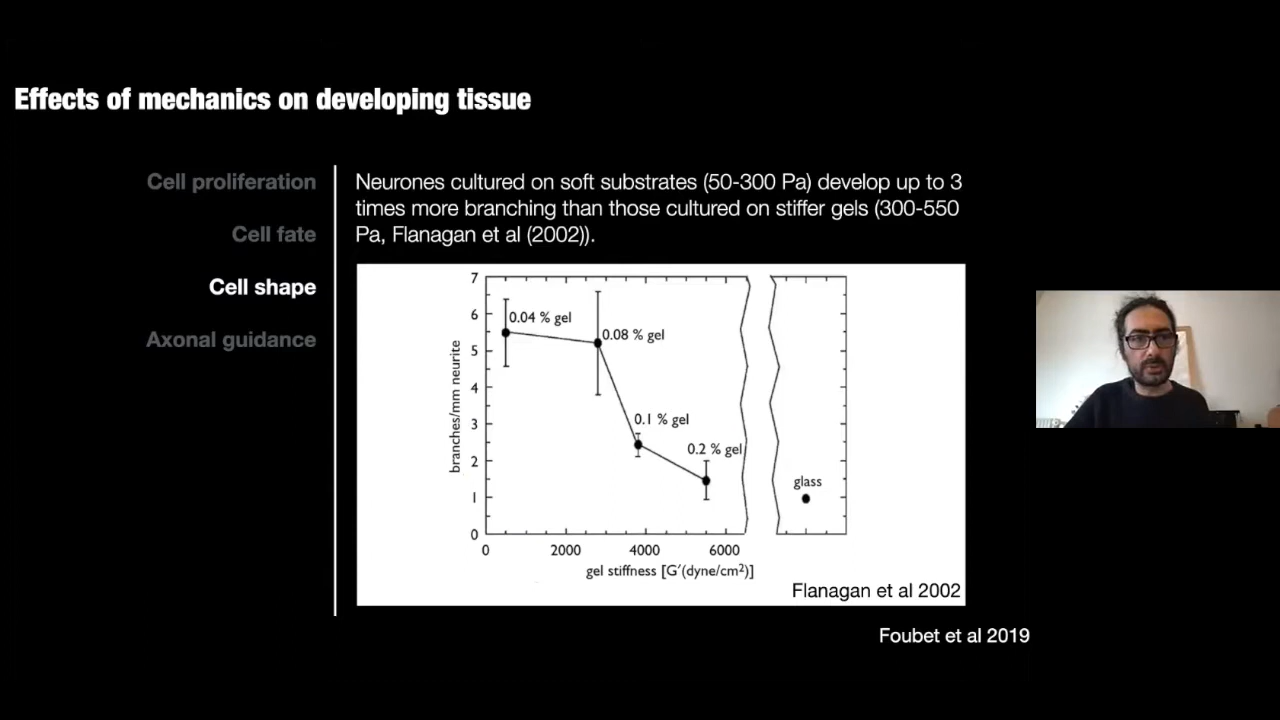 Effects of mechanics on developing tissue
Cell proliferation
Cell fate
Cell shape
Axonal guidance
Neurones cultured on soft substrates (50-300 Pa) develop up to 3
times more branching than those cultured on stiffer gels (300-550
Pa, Flanagan et al (2002)).
7
6
5
4
3
2
1
0
branches/mm neurite
0.04 % gel
0.08 % gel
0.1 % gel
0.2 % gel
glass
0 2000 4000 6000
gel stiffness [G′(dyne/cm²)]
Flanagan et al 2002
Foubet et al 2019